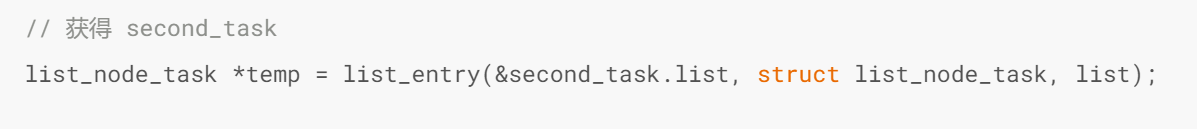 // 获得 second_task
list_node_task *temp = list_entry(&second_task.list, struct list_node_task, list);